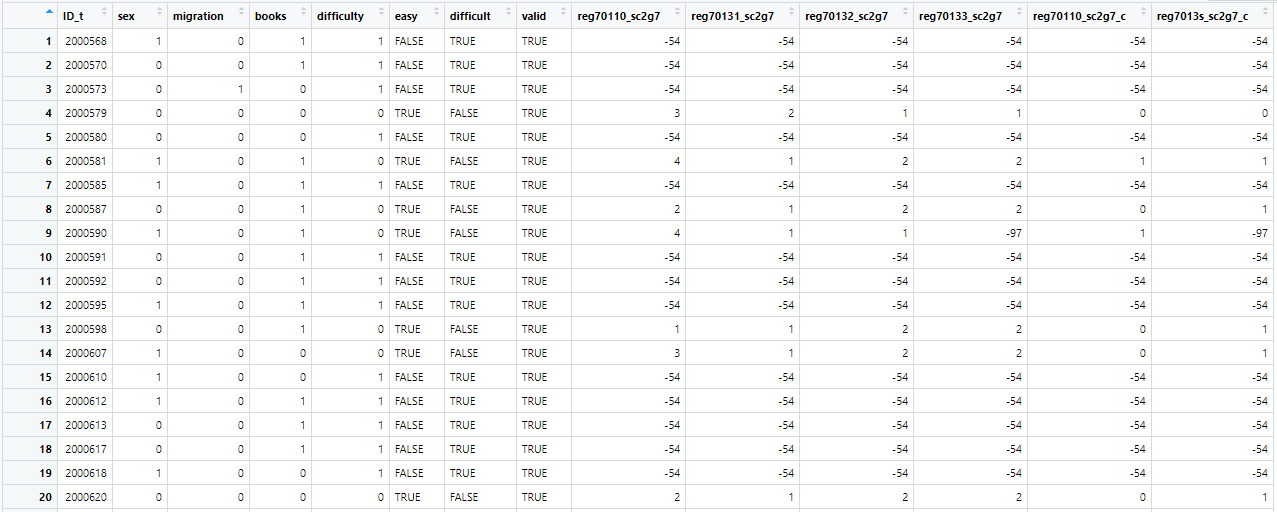 ID_t sex migration books difficulty easy difficult valid reg70110_sc2g7 reg70131_sc2g7 reg70132_sc2g7 reg70133_sc2g7 reg70110_sc2g7_c reg7013s_sc2g7_c
1 2000568 1 0 1 1 FALSE TRUE TRUE -54 -54 -54 -54 -54 -54
2 2000570 0 0 1 1 FALSE TRUE TRUE -54 -54 -54 -54 -54 -54
3 2000573 0 1 0 1 FALSE TRUE TRUE -54 -54 -54 -54 -54 -54
4 2000579 0 0 0 0 TRUE FALSE TRUE 3 2 1 1 0 0
5 2000580 0 0 0 1 FALSE TRUE TRUE -54 -54 -54 -54 -54 -54
6 2000581 1 0 1 0 TRUE FALSE TRUE 4 1 2 2 1 1
7 2000585 1 0 1 1 FALSE TRUE TRUE -54 -54 -54 -54 -54 -54
8 2000587 0 0 1 0 TRUE FALSE TRUE 2 1 2 2 0 1
9 2000590 1 0 1 0 TRUE FALSE TRUE 4 1 1 -97 1 -97
10 2000591 0 0 1 1 FALSE TRUE TRUE -54 -54 -54 -54 -54 -54
11 2000592 0 0 1 1 FALSE TRUE TRUE -54 -54 -54 -54 -54 -54
12 2000595 1 0 1 1 FALSE TRUE TRUE -54 -54 -54 -54 -54 -54
13 2000598 0 0 1 0 TRUE FALSE TRUE 1 1 2 2 0 1
14 2000607 1 0 0 0 TRUE FALSE TRUE 3 1 2 2 0 1
15 2000610 1 0 0 1 FALSE TRUE TRUE -54 -54 -54 -54 -54 -54
16 2000612 1 0 1 1 FALSE TRUE TRUE -54 -54 -54 -54 -54 -54
17 2000613 0 0 1 1 FALSE TRUE TRUE -54 -54 -54 -54 -54 -54
18 2000617 0 0 1 1 FALSE TRUE TRUE -54 -54 -54 -54 -54 -54
19 2000618 1 0 0 1 FALSE TRUE TRUE -54 -54 -54 -54 -54 -54
20 2000620 0 0 0 0 TRUE FALSE TRUE 2 1 2 2 0 1